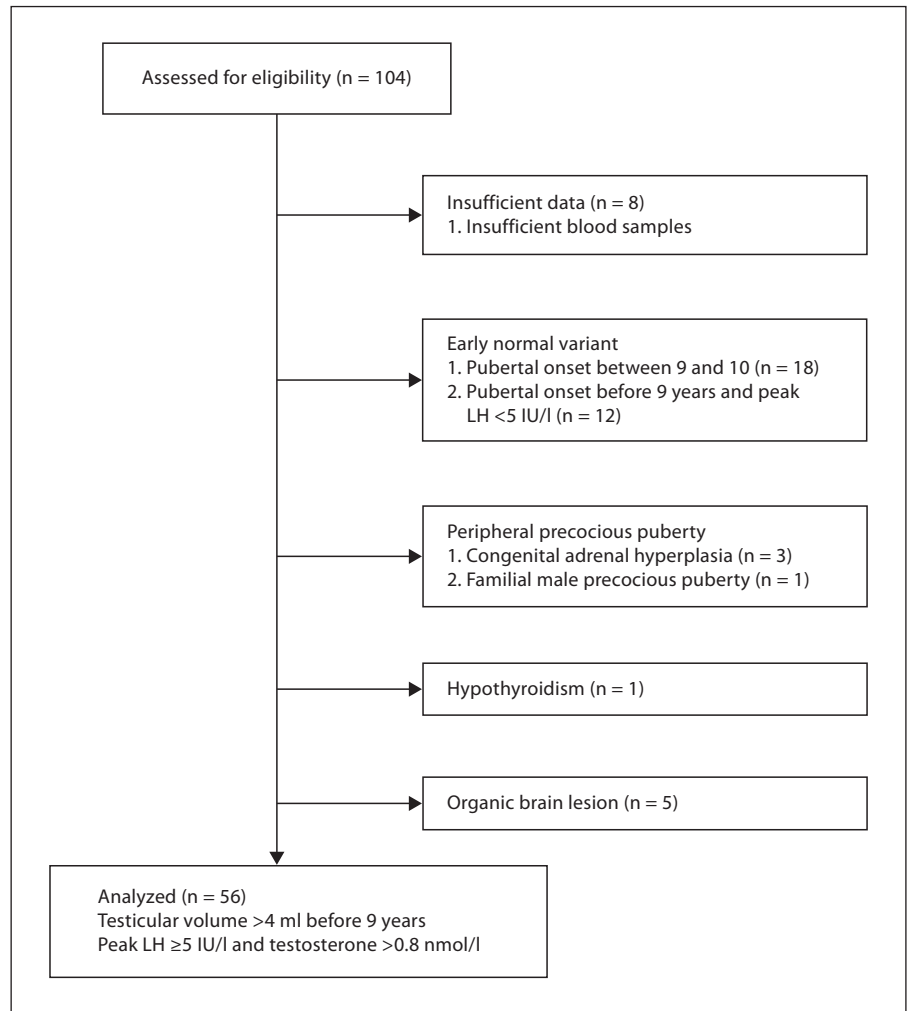 Assessed for eligibility (n = 104)
Insufficient data (n = 8)
1. Insufficient blood samples
Early normal variant
1. Pubertal onset between 9 and 10 (n = 18)
2. Pubertal onset before 9 years and peak
LH <5 IU/l (n = 12)
Peripheral precocious puberty
1. Congenital adrenal hyperplasia (n = 3)
2. Familial male precocious puberty (n = 1)
Hypothyroidism (n = 1)
Organic brain lesion (n = 5)
Analyzed (n = 56)
Testicular volume >4 ml before 9 years
Peak LH ≥5 IU/l and testosterone >0.8 nmol/l